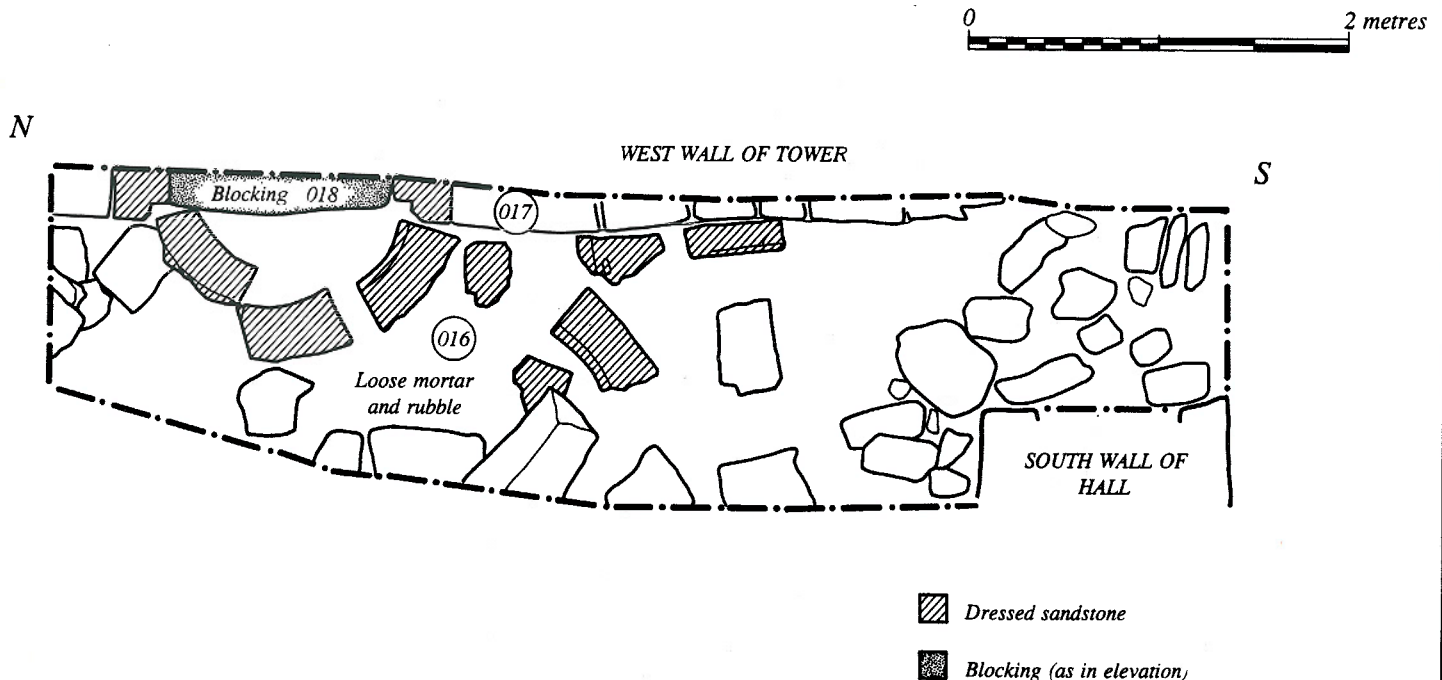 0 2 metres
N
WEST WALL OF TOWER
S
Blocking 018
017
016
Loose mortar
and rubble
SOUTH WALL OF
HALL
Dressed sandstone
Blocking (as in elevation)